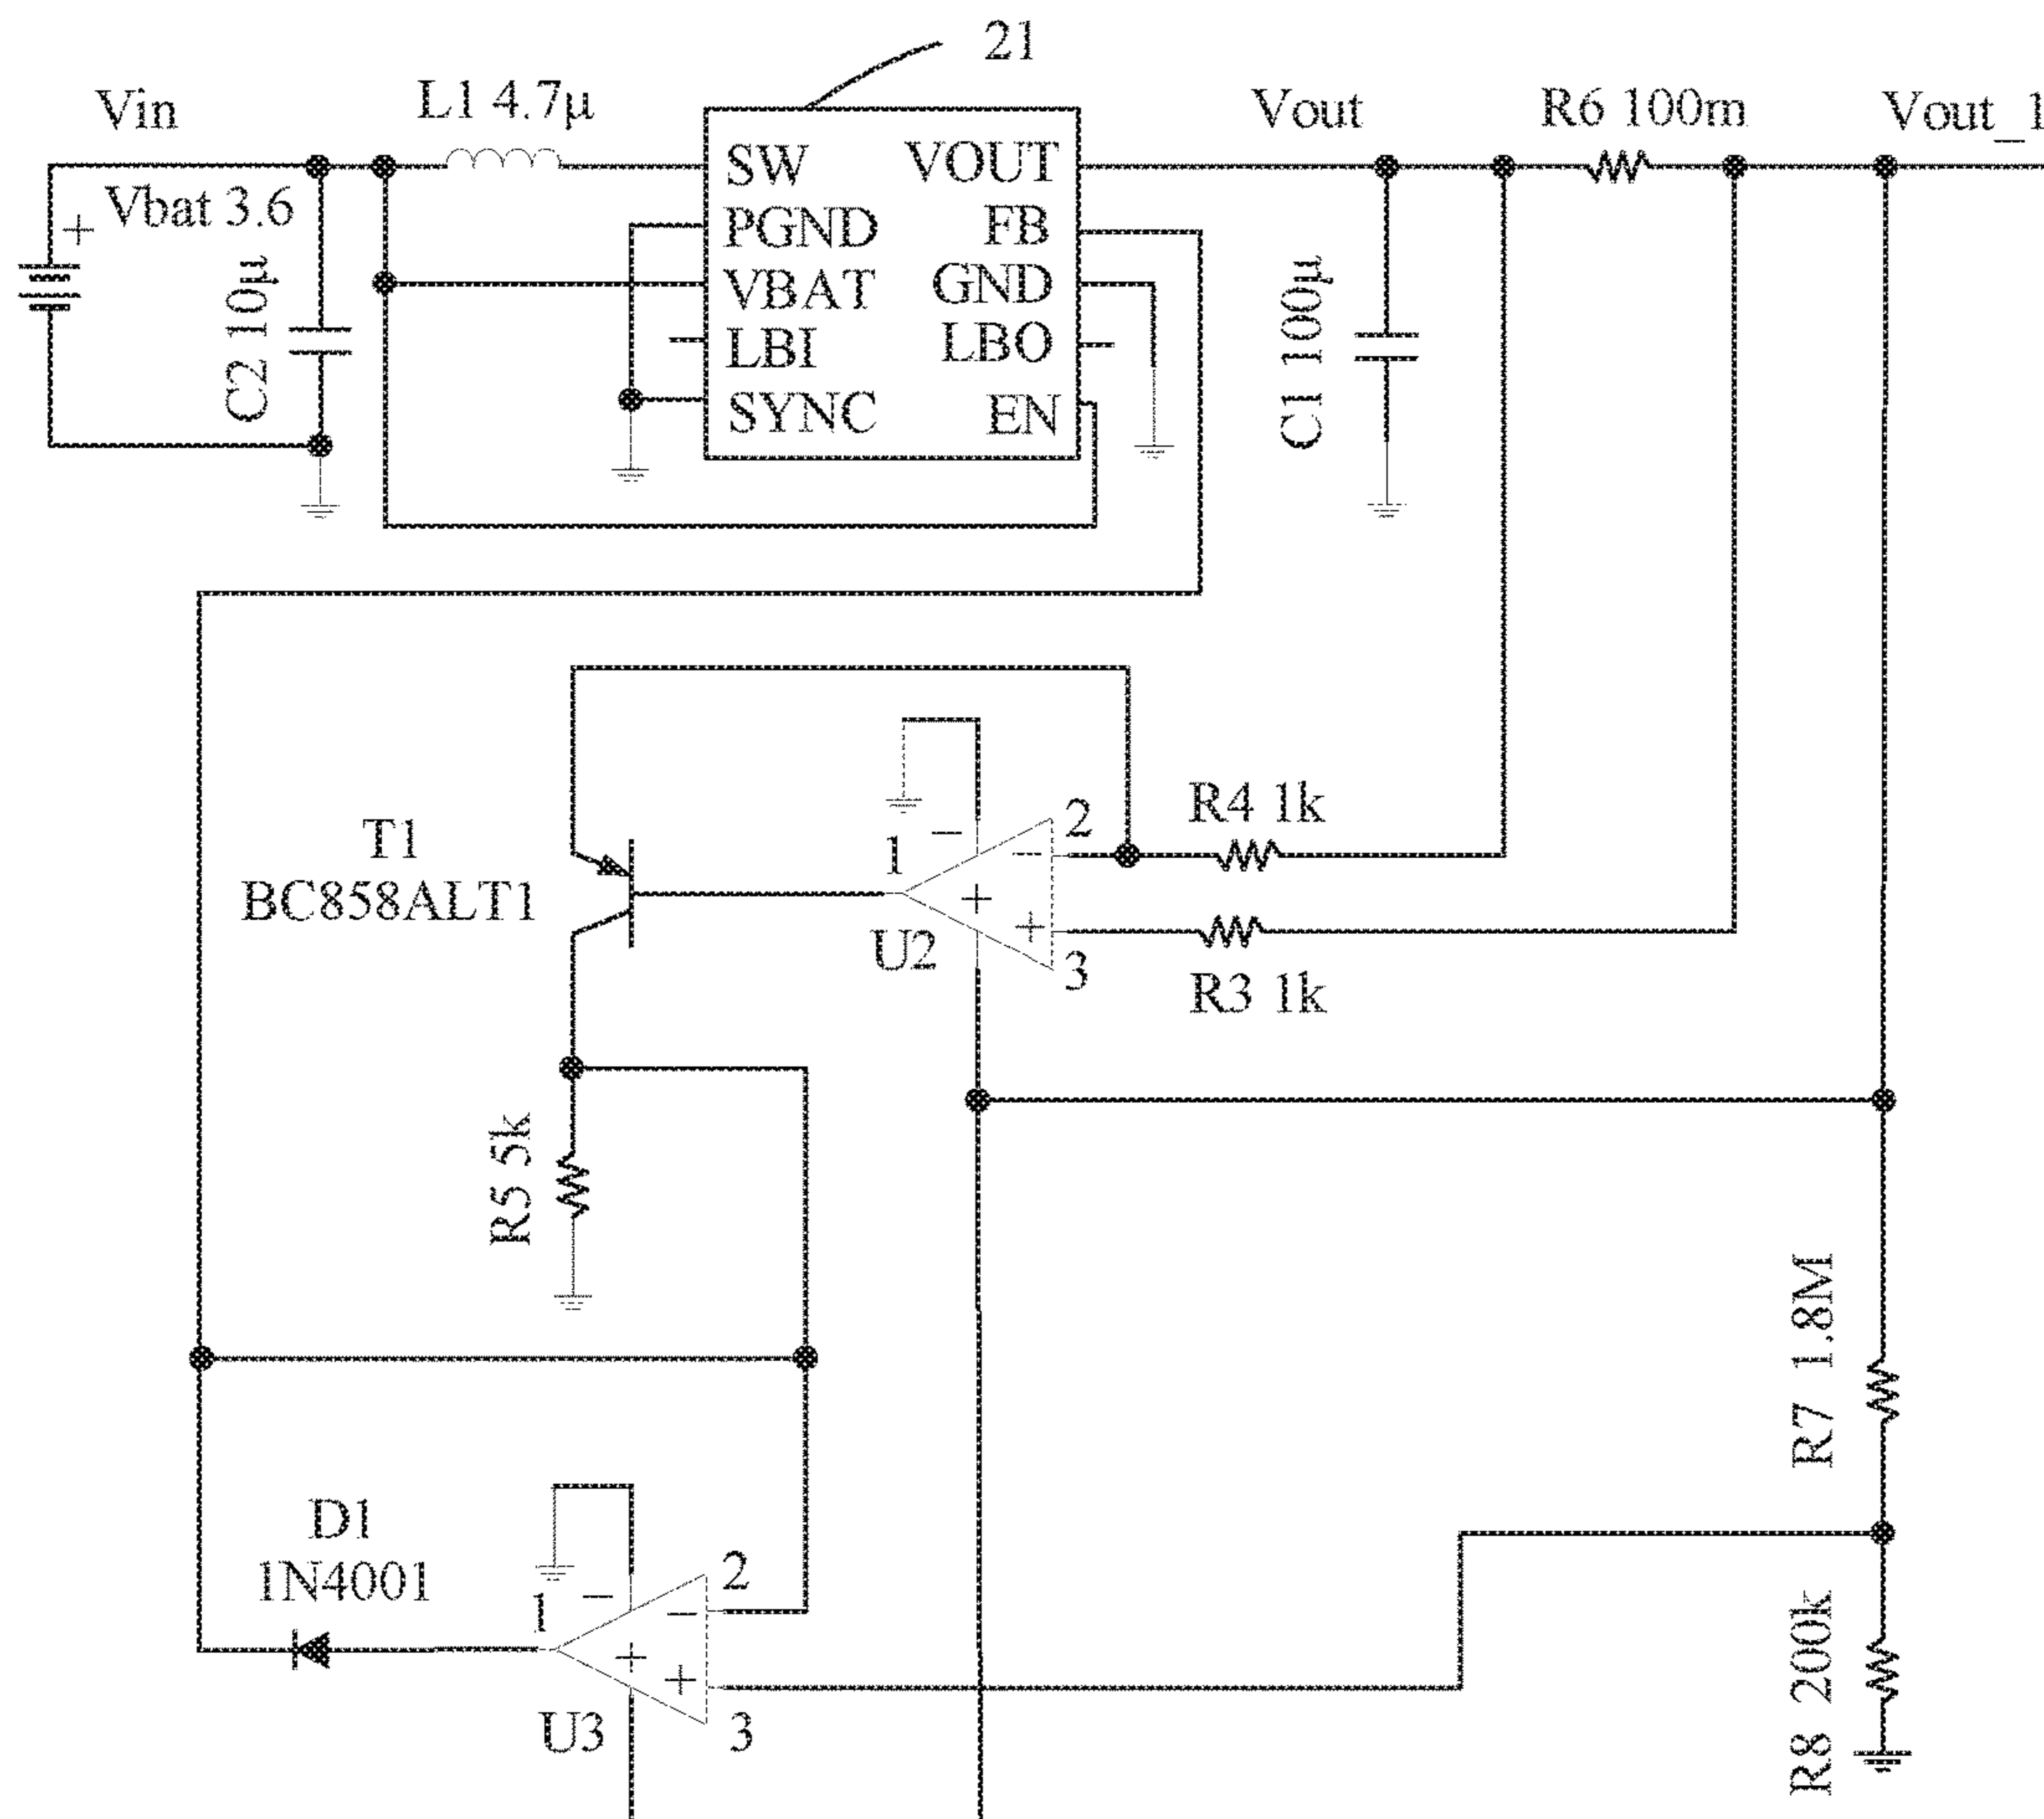 21
Vin
L1 4.7µ
Vout
R6 100m
Vout_1
+
Vbat 3.6
C2 10µ
SW
PGND
VBAT
LBI
SYNC
VOUT
FB
GND
LBO
EN
C1 100µ
T1
BC858ALT1
1
−
+
U2
−
2
+
3
R4 1k
R3 1k
R5 5k
R7 1.8M
D1
1N4001
1
−
+
U3
−
2
+
3
R8 200k